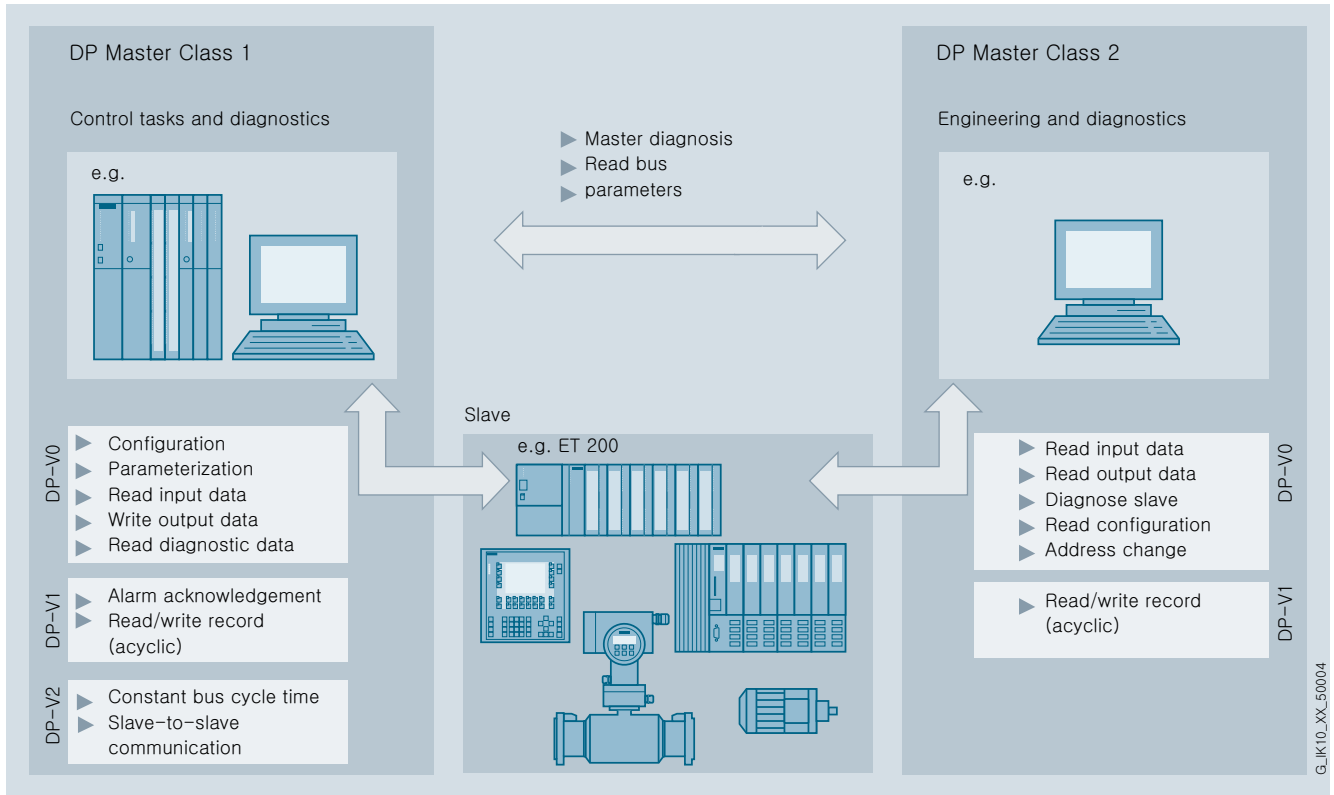 DP Master Class 1
Control tasks and diagnostics
e.g.
DP-V0
Configuration
Parameterization
Read input data
Write output data
Read diagnostic data
DP-V1
Alarm acknowledgement
Read/write record
(acyclic)
DP-V2
Constant bus cycle time
Slave-to-slave
communication
Master diagnosis
Read bus
parameters
Slave
e.g. ET 200
DP Master Class 2
Engineering and diagnostics
e.g.
Read input data
Read output data
Diagnose slave
Read configuration
Address change
DP-V0
Read/write record
(acyclic)
DP-V1
G_IK10_XX_50004